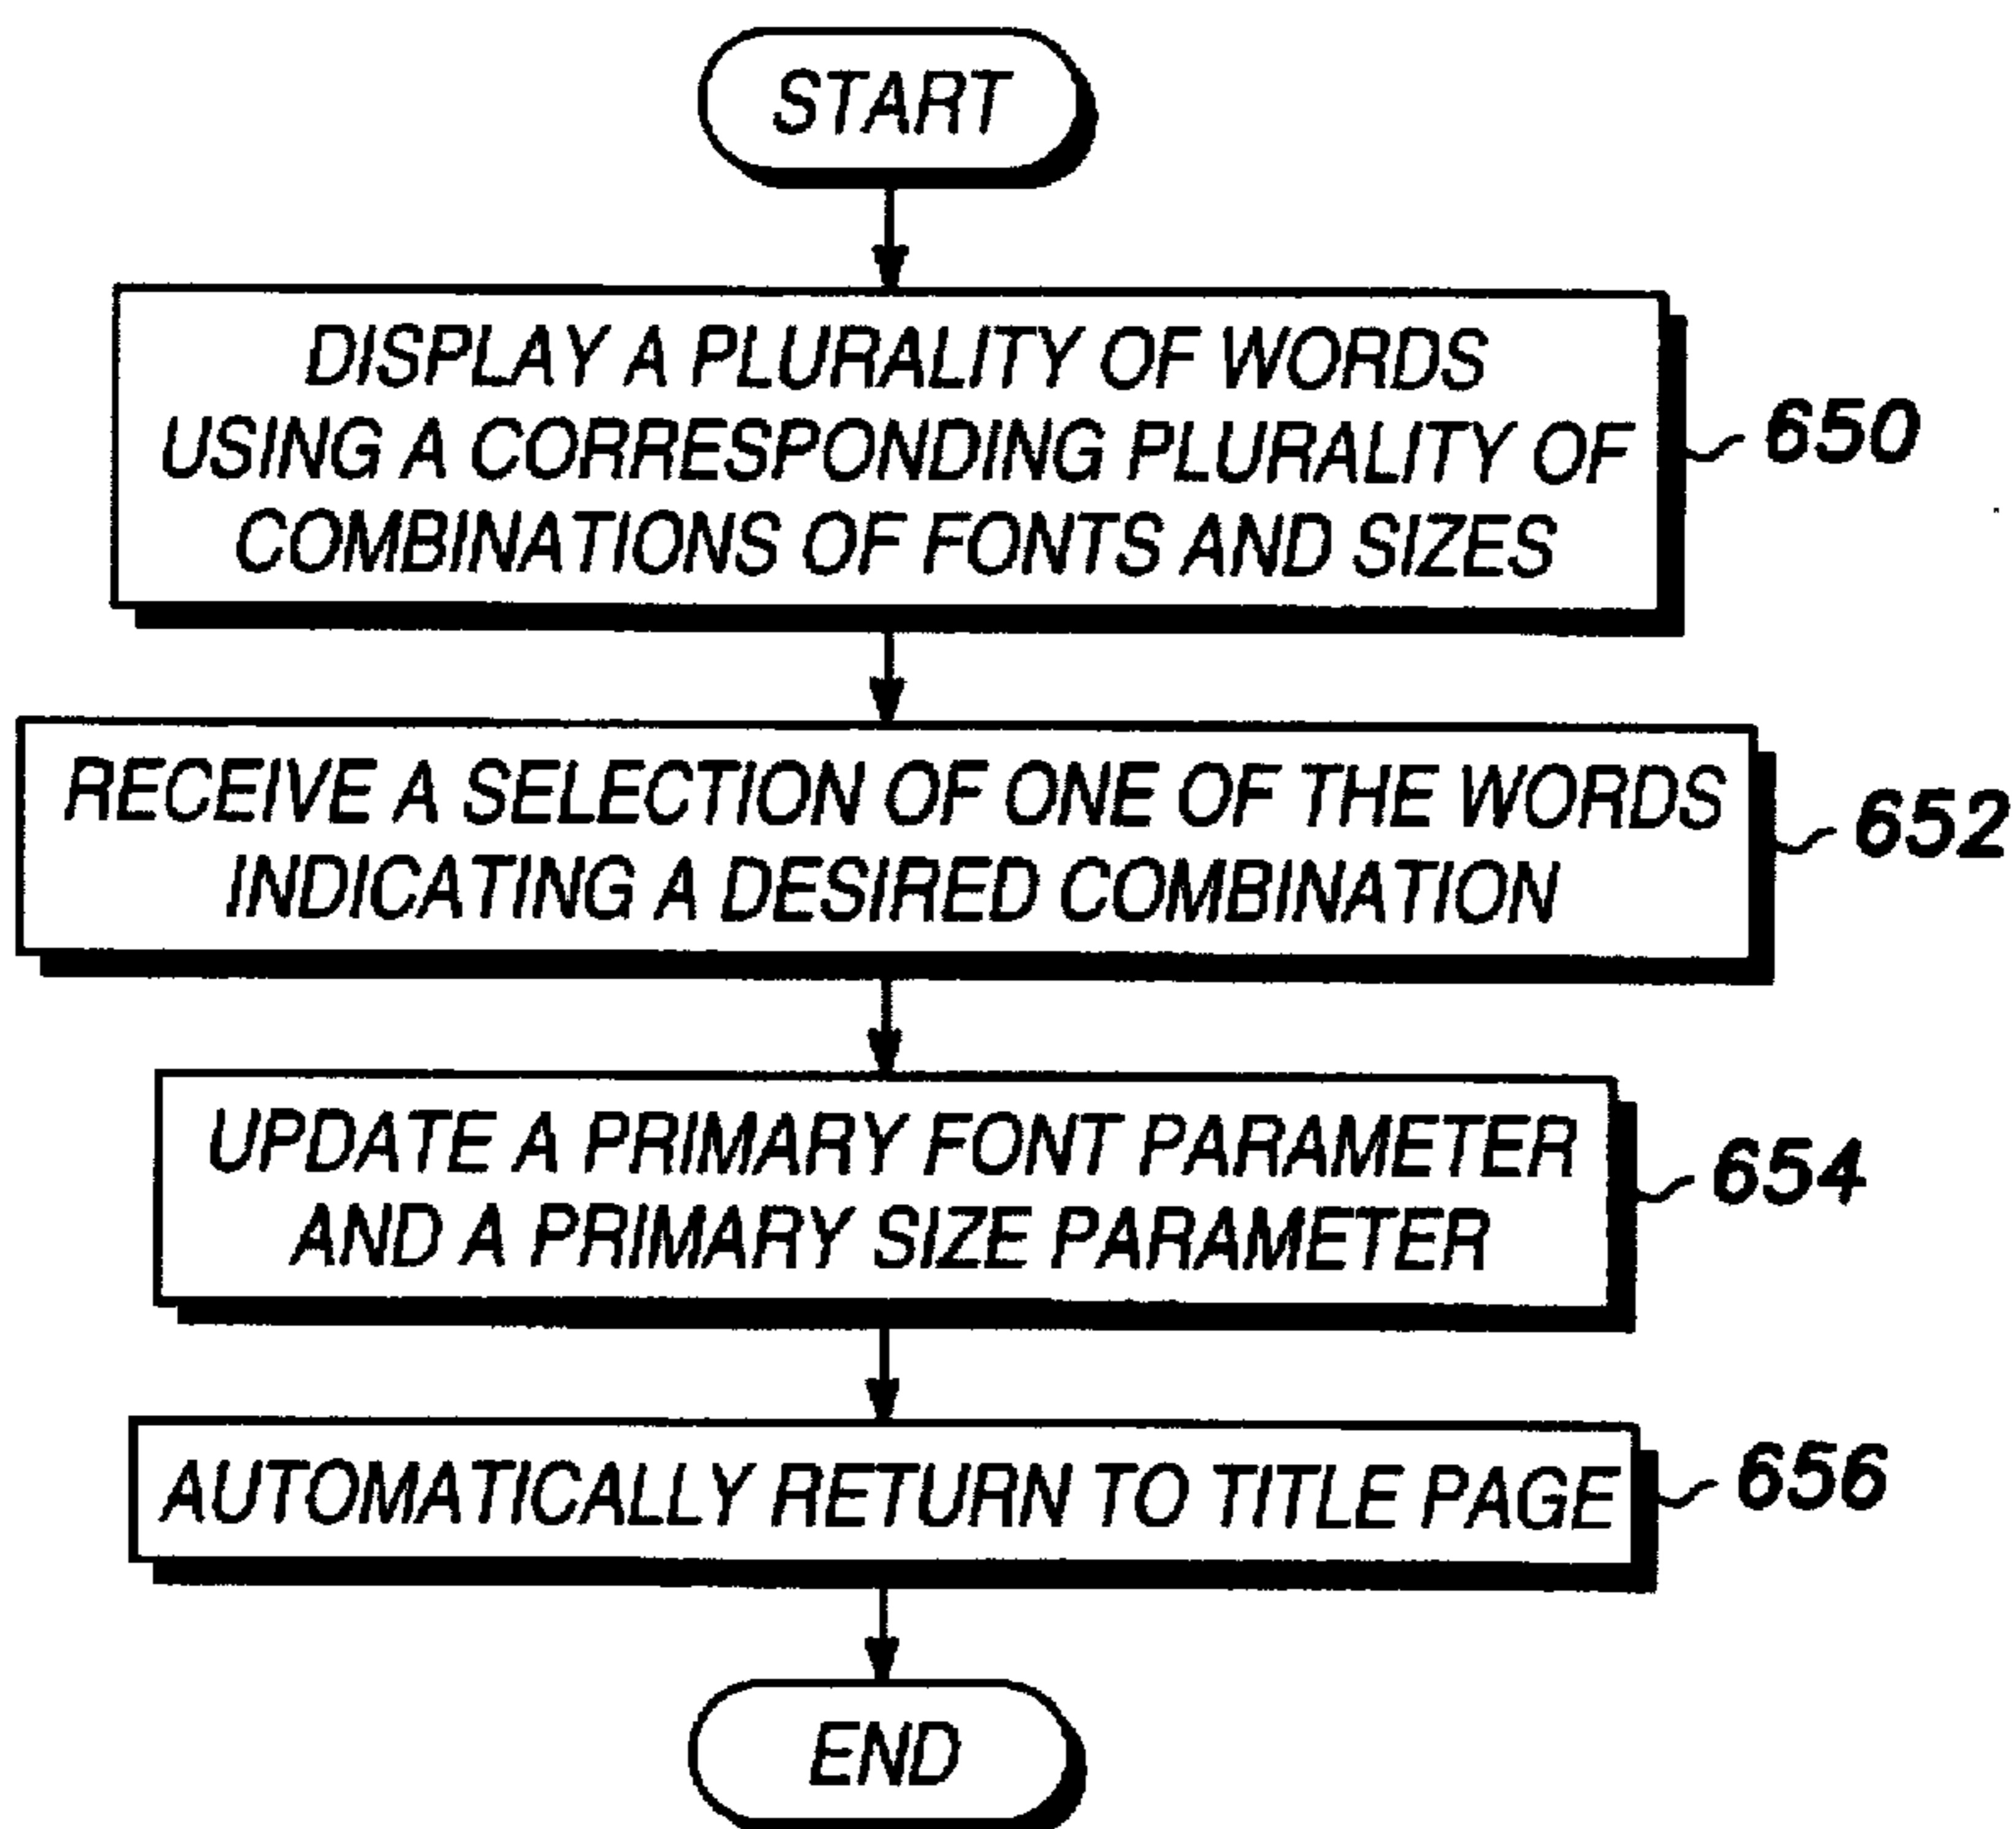 START
DISPLAY A PLURALITY OF WORDS
USING A CORRESPONDING PLURALITY OF
COMBINATIONS OF FONTS AND SIZES
650
RECEIVE A SELECTION OF ONE OF THE WORDS
INDICATING A DESIRED COMBINATION
652
UPDATE A PRIMARY FONT PARAMETER
AND A PRIMARY SIZE PARAMETER
654
AUTOMATICALLY RETURN TO TITLE PAGE
656
END